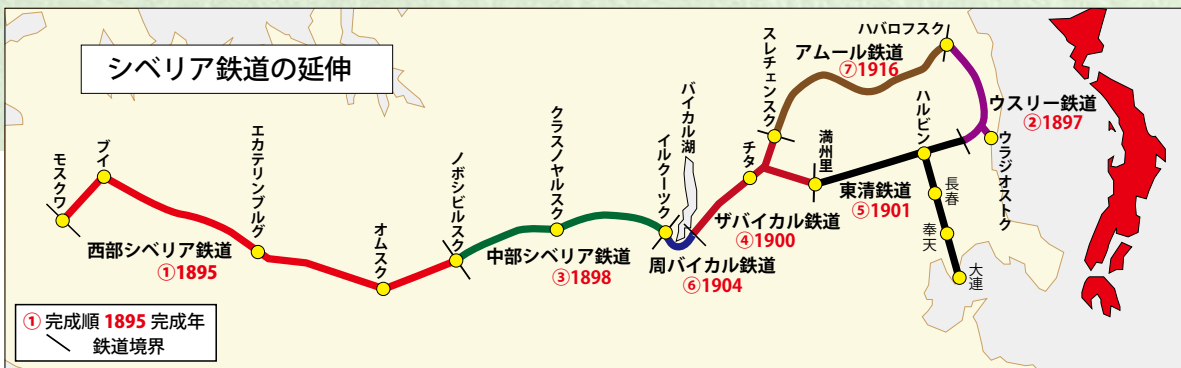 シベリア鉄道の延伸
モスクワ
ブイ
エカテリンブルグ
オムスク
ノボシビルスク
クラスノヤルスク
イルクーツク
バイカル湖
チタ
スレチェンスク
満州里
ハバロフスク
ハルビン
ウラジオストク
長春
奉天
大連
西部シベリア鉄道
①1895
中部シベリア鉄道
③1898
周バイカル鉄道
⑥1904
ザバイカル鉄道
④1900
東清鉄道
⑤1901
アムール鉄道
⑦1916
ウスリー鉄道
②1897
① 完成順 1895 完成年
鉄道境界